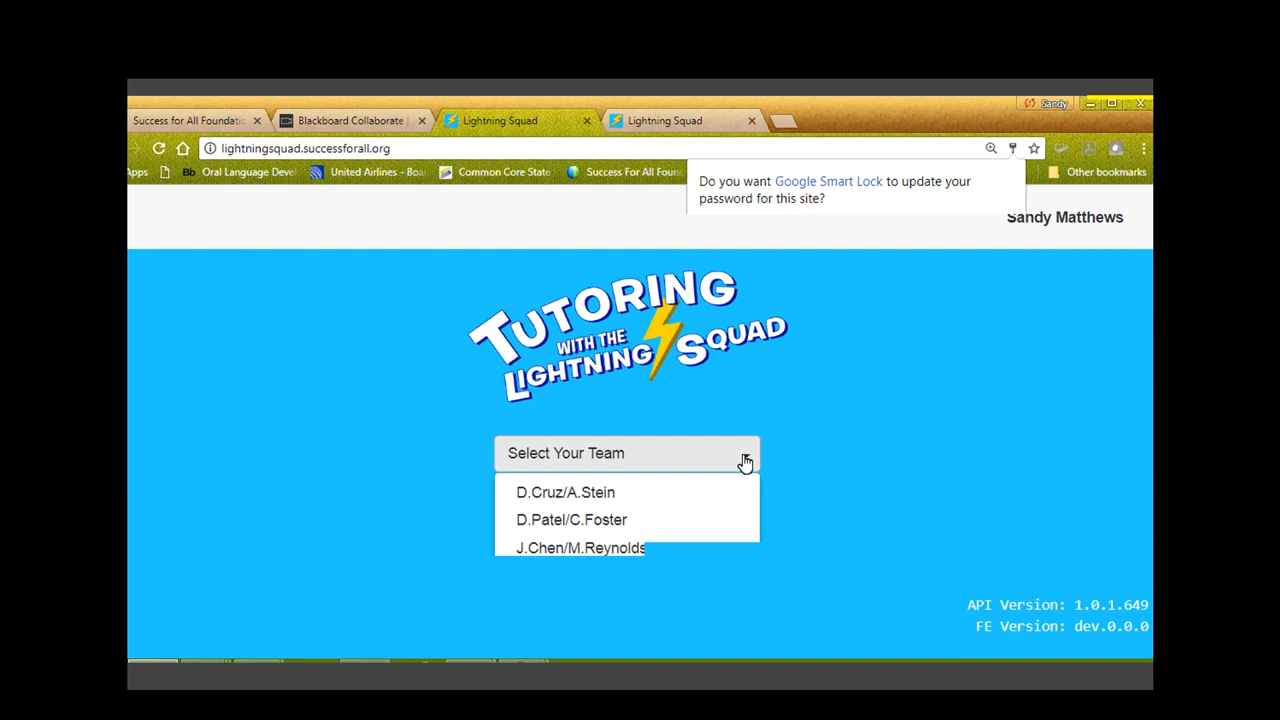 Sandy
Success for All Foundatio
Blackboard Collaborate |
Lightning Squad
Lightning Squad
lightningsquad.successforall.org
Apps
Bb
Oral Language Deve
United Airlines - Boa
Common Core State
Success For All Foun
Other bookmarks
Do you want Google Smart Lock to update your
password for this site?
Sandy Matthews
TUTORING
WITH THE
LIGHTNING SQUAD
Select Your Team
D.Cruz/A.Stein
D.Patel/C.Foster
J.Chen/M.Reynolds
API Version: 1.0.1.649
FE Version: dev.0.0.0